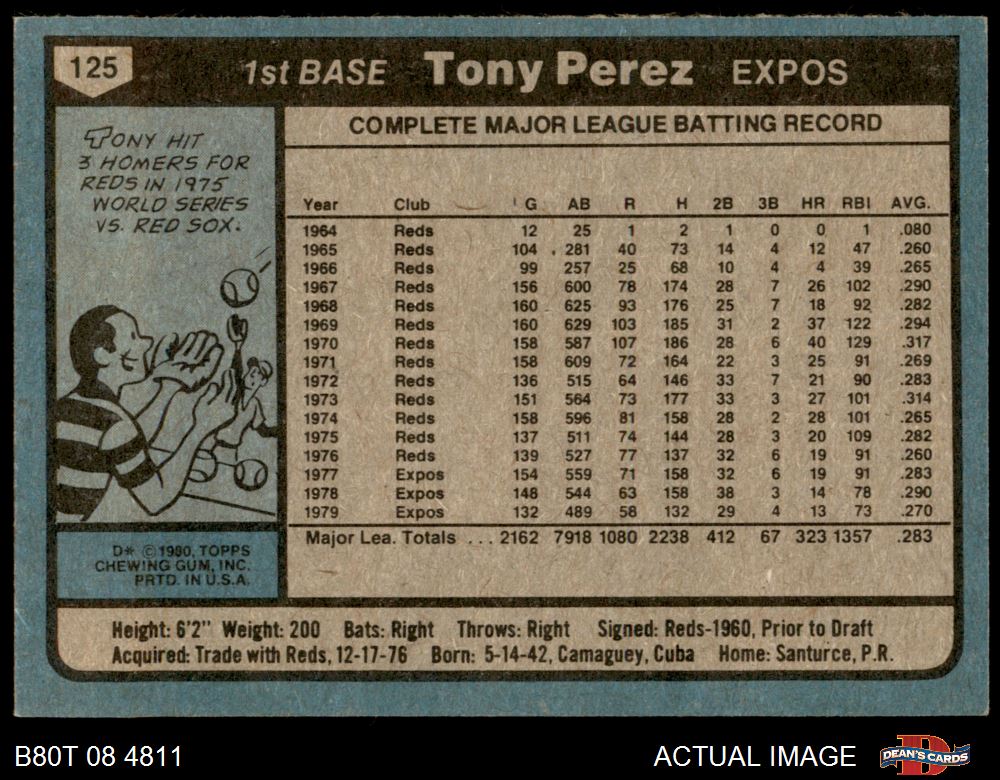 125
1st BASE Tony Perez EXPOS
TONY HIT
3 HOMERS FOR
REDS IN 1975
WORLD SERIES
VS. RED SOX.
COMPLETE MAJOR LEAGUE BATTING RECORD
Year Club G AB R H 2B 3B HR RBI AVG.
1964 Reds 12 25 1 2 1 0 0 1 .080
1965 Reds 104 281 40 73 14 4 12 47 .260
1966 Reds 99 257 25 68 10 4 4 39 .265
1967 Reds 156 600 78 174 28 7 26 102 .290
1968 Reds 160 625 93 176 25 7 18 92 .282
1969 Reds 160 629 103 185 31 2 37 122 .294
1970 Reds 158 587 107 186 28 6 40 129 .317
1971 Reds 158 609 72 164 22 3 25 91 .269
1972 Reds 136 515 64 146 33 7 21 90 .283
1973 Reds 151 564 73 177 33 3 27 101 .314
1974 Reds 158 596 81 158 28 2 28 101 .265
1975 Reds 137 511 74 144 28 3 20 109 .282
1976 Reds 139 527 77 137 32 6 19 91 .260
1977 Expos 154 559 71 158 32 6 19 91 .283
1978 Expos 148 544 63 158 38 3 14 78 .290
1979 Expos 132 489 58 132 29 4 13 73 .270
Major Lea. Totals ... 2162 7918 1080 2238 412 67 323 1357 .283
D* © 1980, TOPPS
CHEWING GUM, INC.
PRTD. IN U.S.A.
Height: 6'2" Weight: 200 Bats: Right Throws: Right Signed: Reds-1960, Prior to Draft
Acquired: Trade with Reds, 12-17-76 Born: 5-14-42, Camaguey, Cuba Home: Santurce, P.R.
B80T 08 4811 ACTUAL IMAGE DEAN'S CARDS